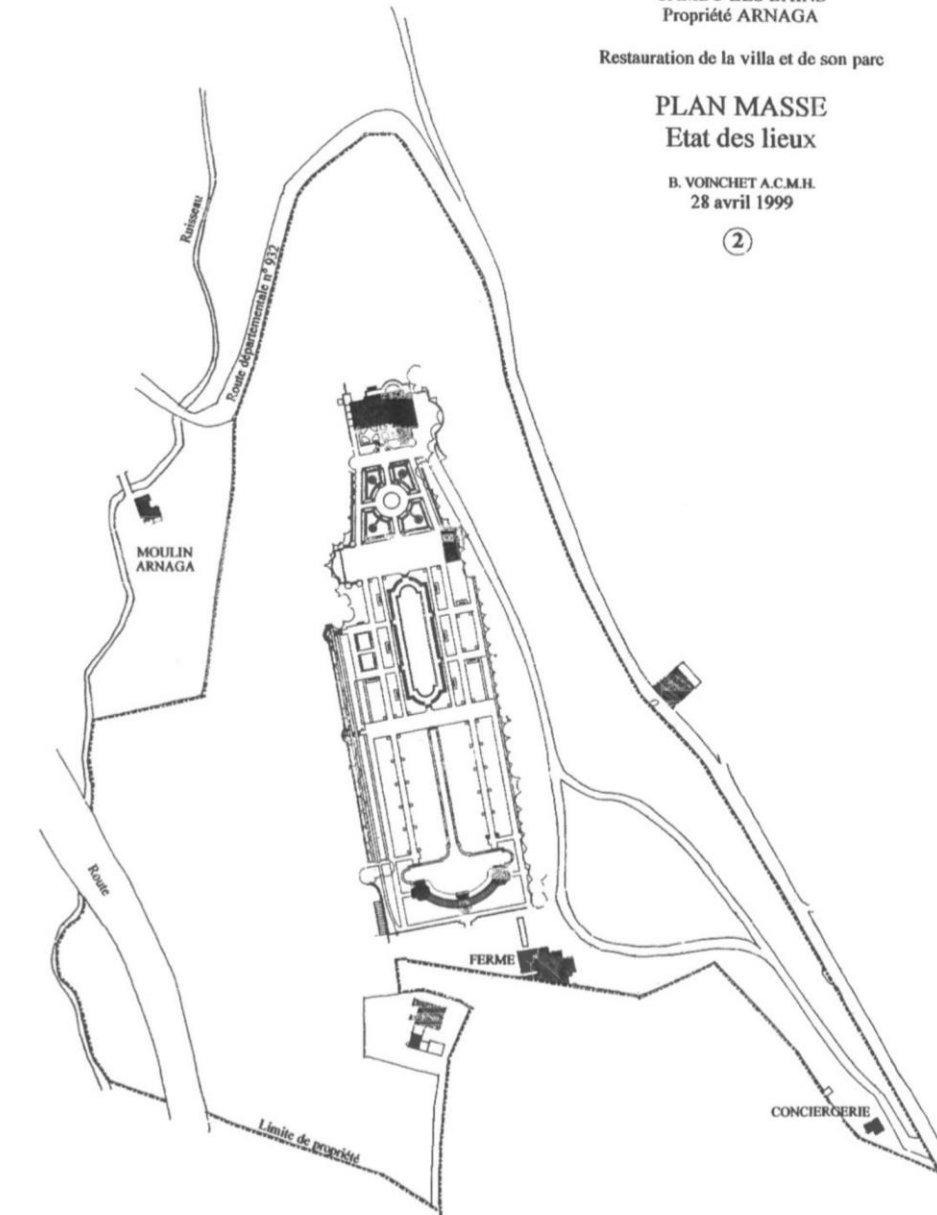 Propriété ARNAGA
Restauration de la villa et de son parc
PLAN MASSE
Etat des lieux
B. VOINCHET A.C.M.H.
28 avril 1999
2
Ruisseau
Route départementale n° 932
MOULIN
ARNAGA
Route
FERME
CONCIERGERIE
Limite de propriété